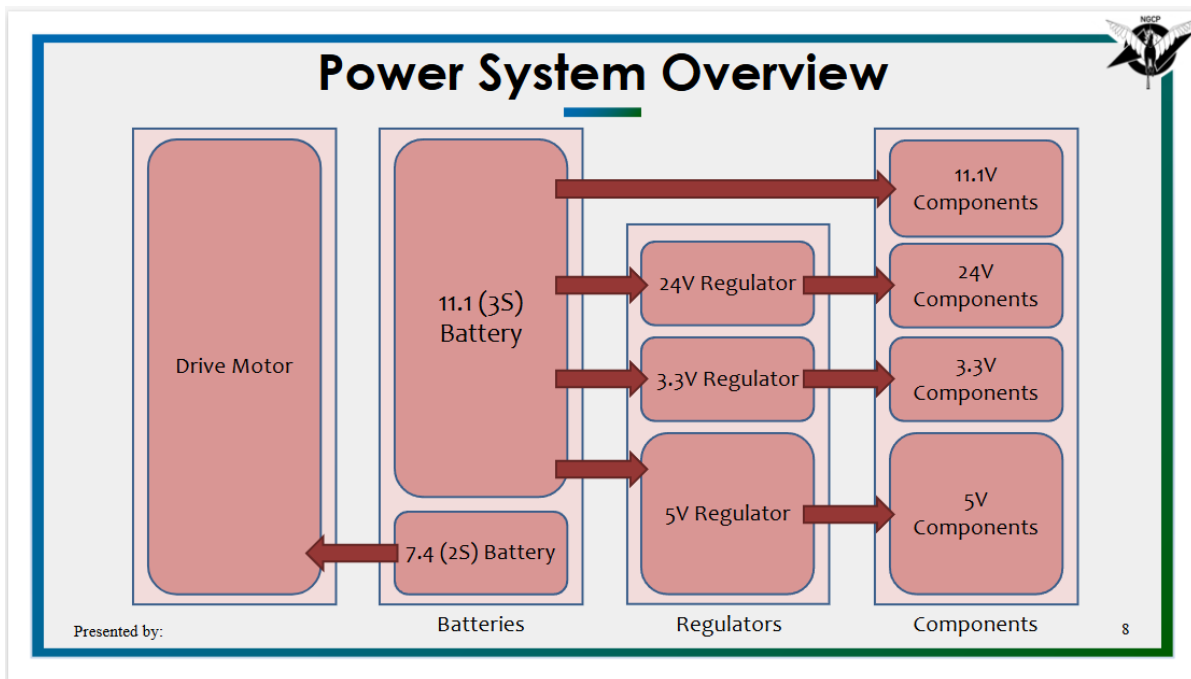 NGCP
Power System Overview
Drive Motor
11.1 (3S)
Battery
7.4 (2S) Battery
24V Regulator
3.3V Regulator
5V Regulator
11.1V
Components
24V
Components
3.3V
Components
5V
Components
Batteries
Regulators
Components
Presented by:
8